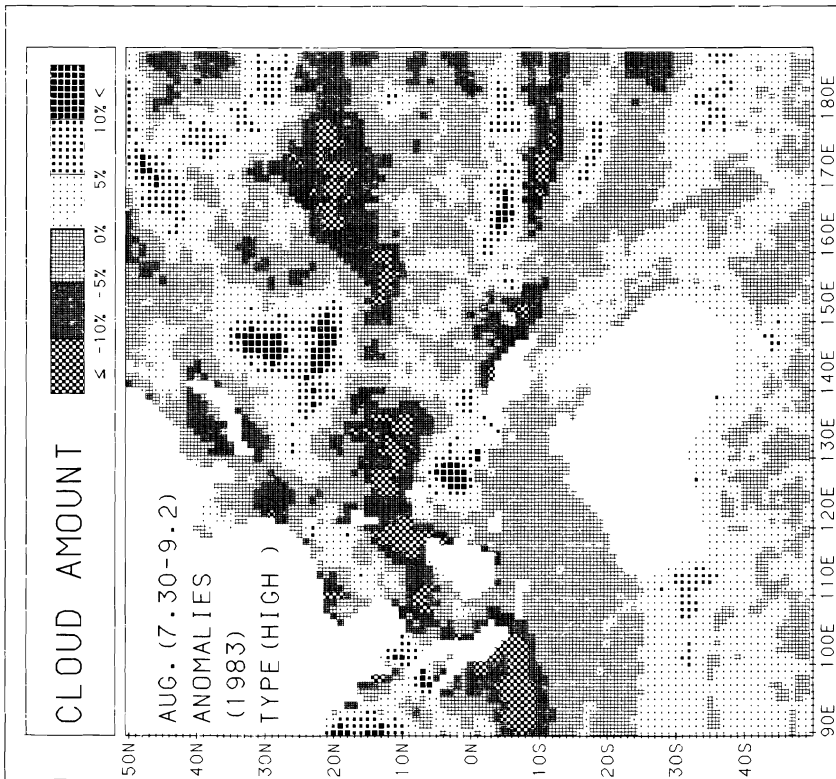 CLOUD AMOUNT
≤ -10% -5% 0% 5% 10% <
AUG. (7.30-9.2)
ANOMALIES
(1983)
TYPE (HIGH )
50N
40N
30N
20N
10N
0N
10S
20S
30S
40S
90E 100E 110E 120E 130E 140E 150E 160E 170E 180E